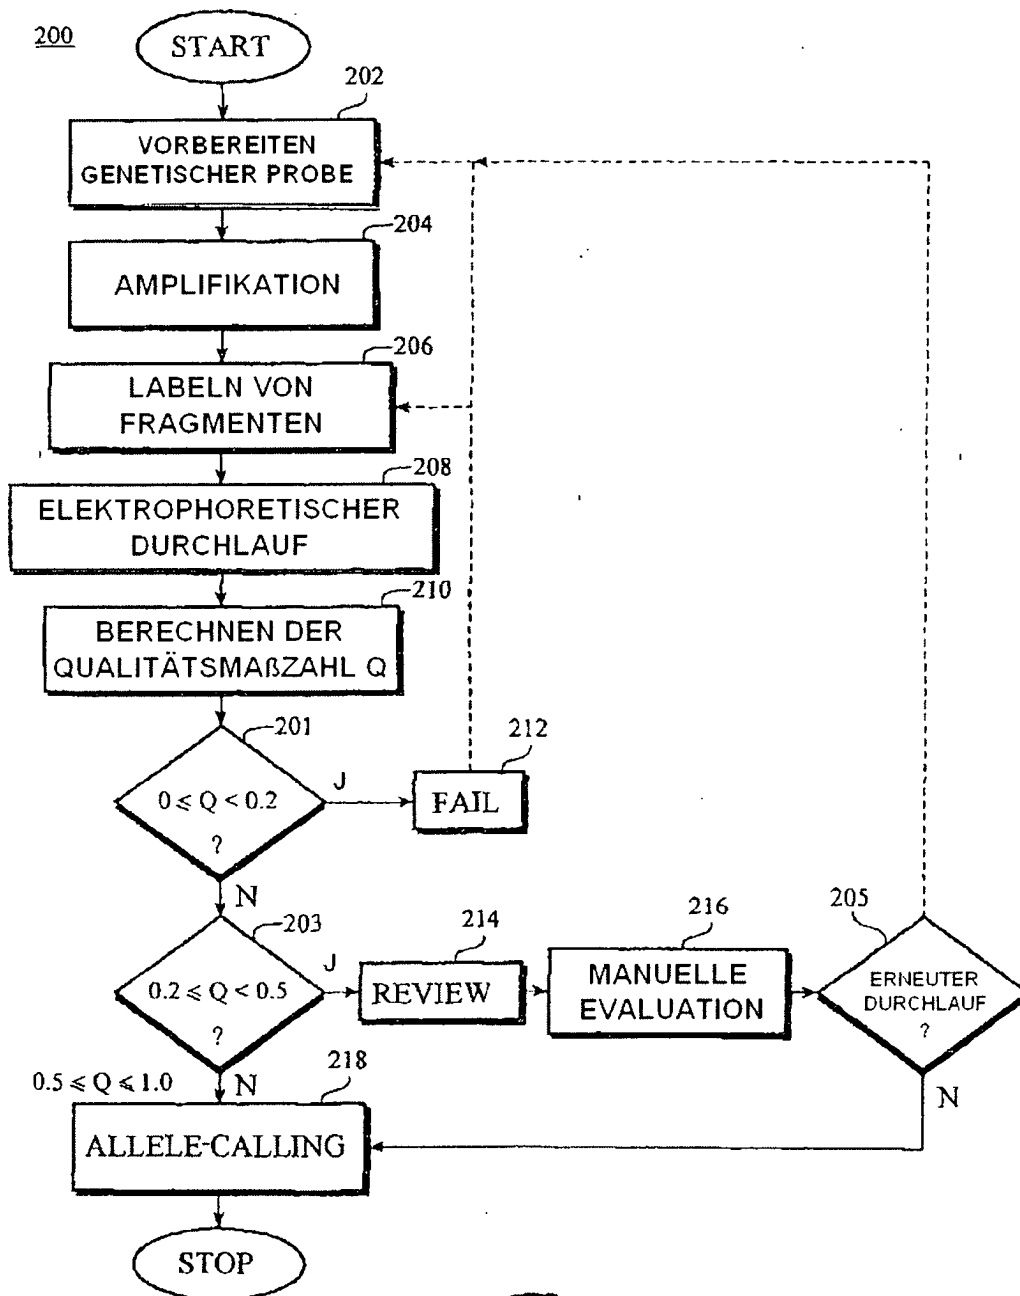 200
START
202
VORBEREITEN
GENETISCHER PROBE
204
AMPLIFIKATION
206
LABELN VON
FRAGMENTEN
208
ELEKTROPHORETISCHER
DURCHLAUF
210
BERECHNEN DER
QUALITÄTSMAßZAHL Q
201
0 ⩽ Q < 0.2
?
J
212
FAIL
N
203
0.2 ⩽ Q < 0.5
?
J
214
REVIEW
216
MANUELLE
EVALUATION
205
ERNEUTER
DURCHLAUF
?
N
0.5 ⩽ Q ⩽ 1.0
N
218
ALLELE-CALLING
STOP